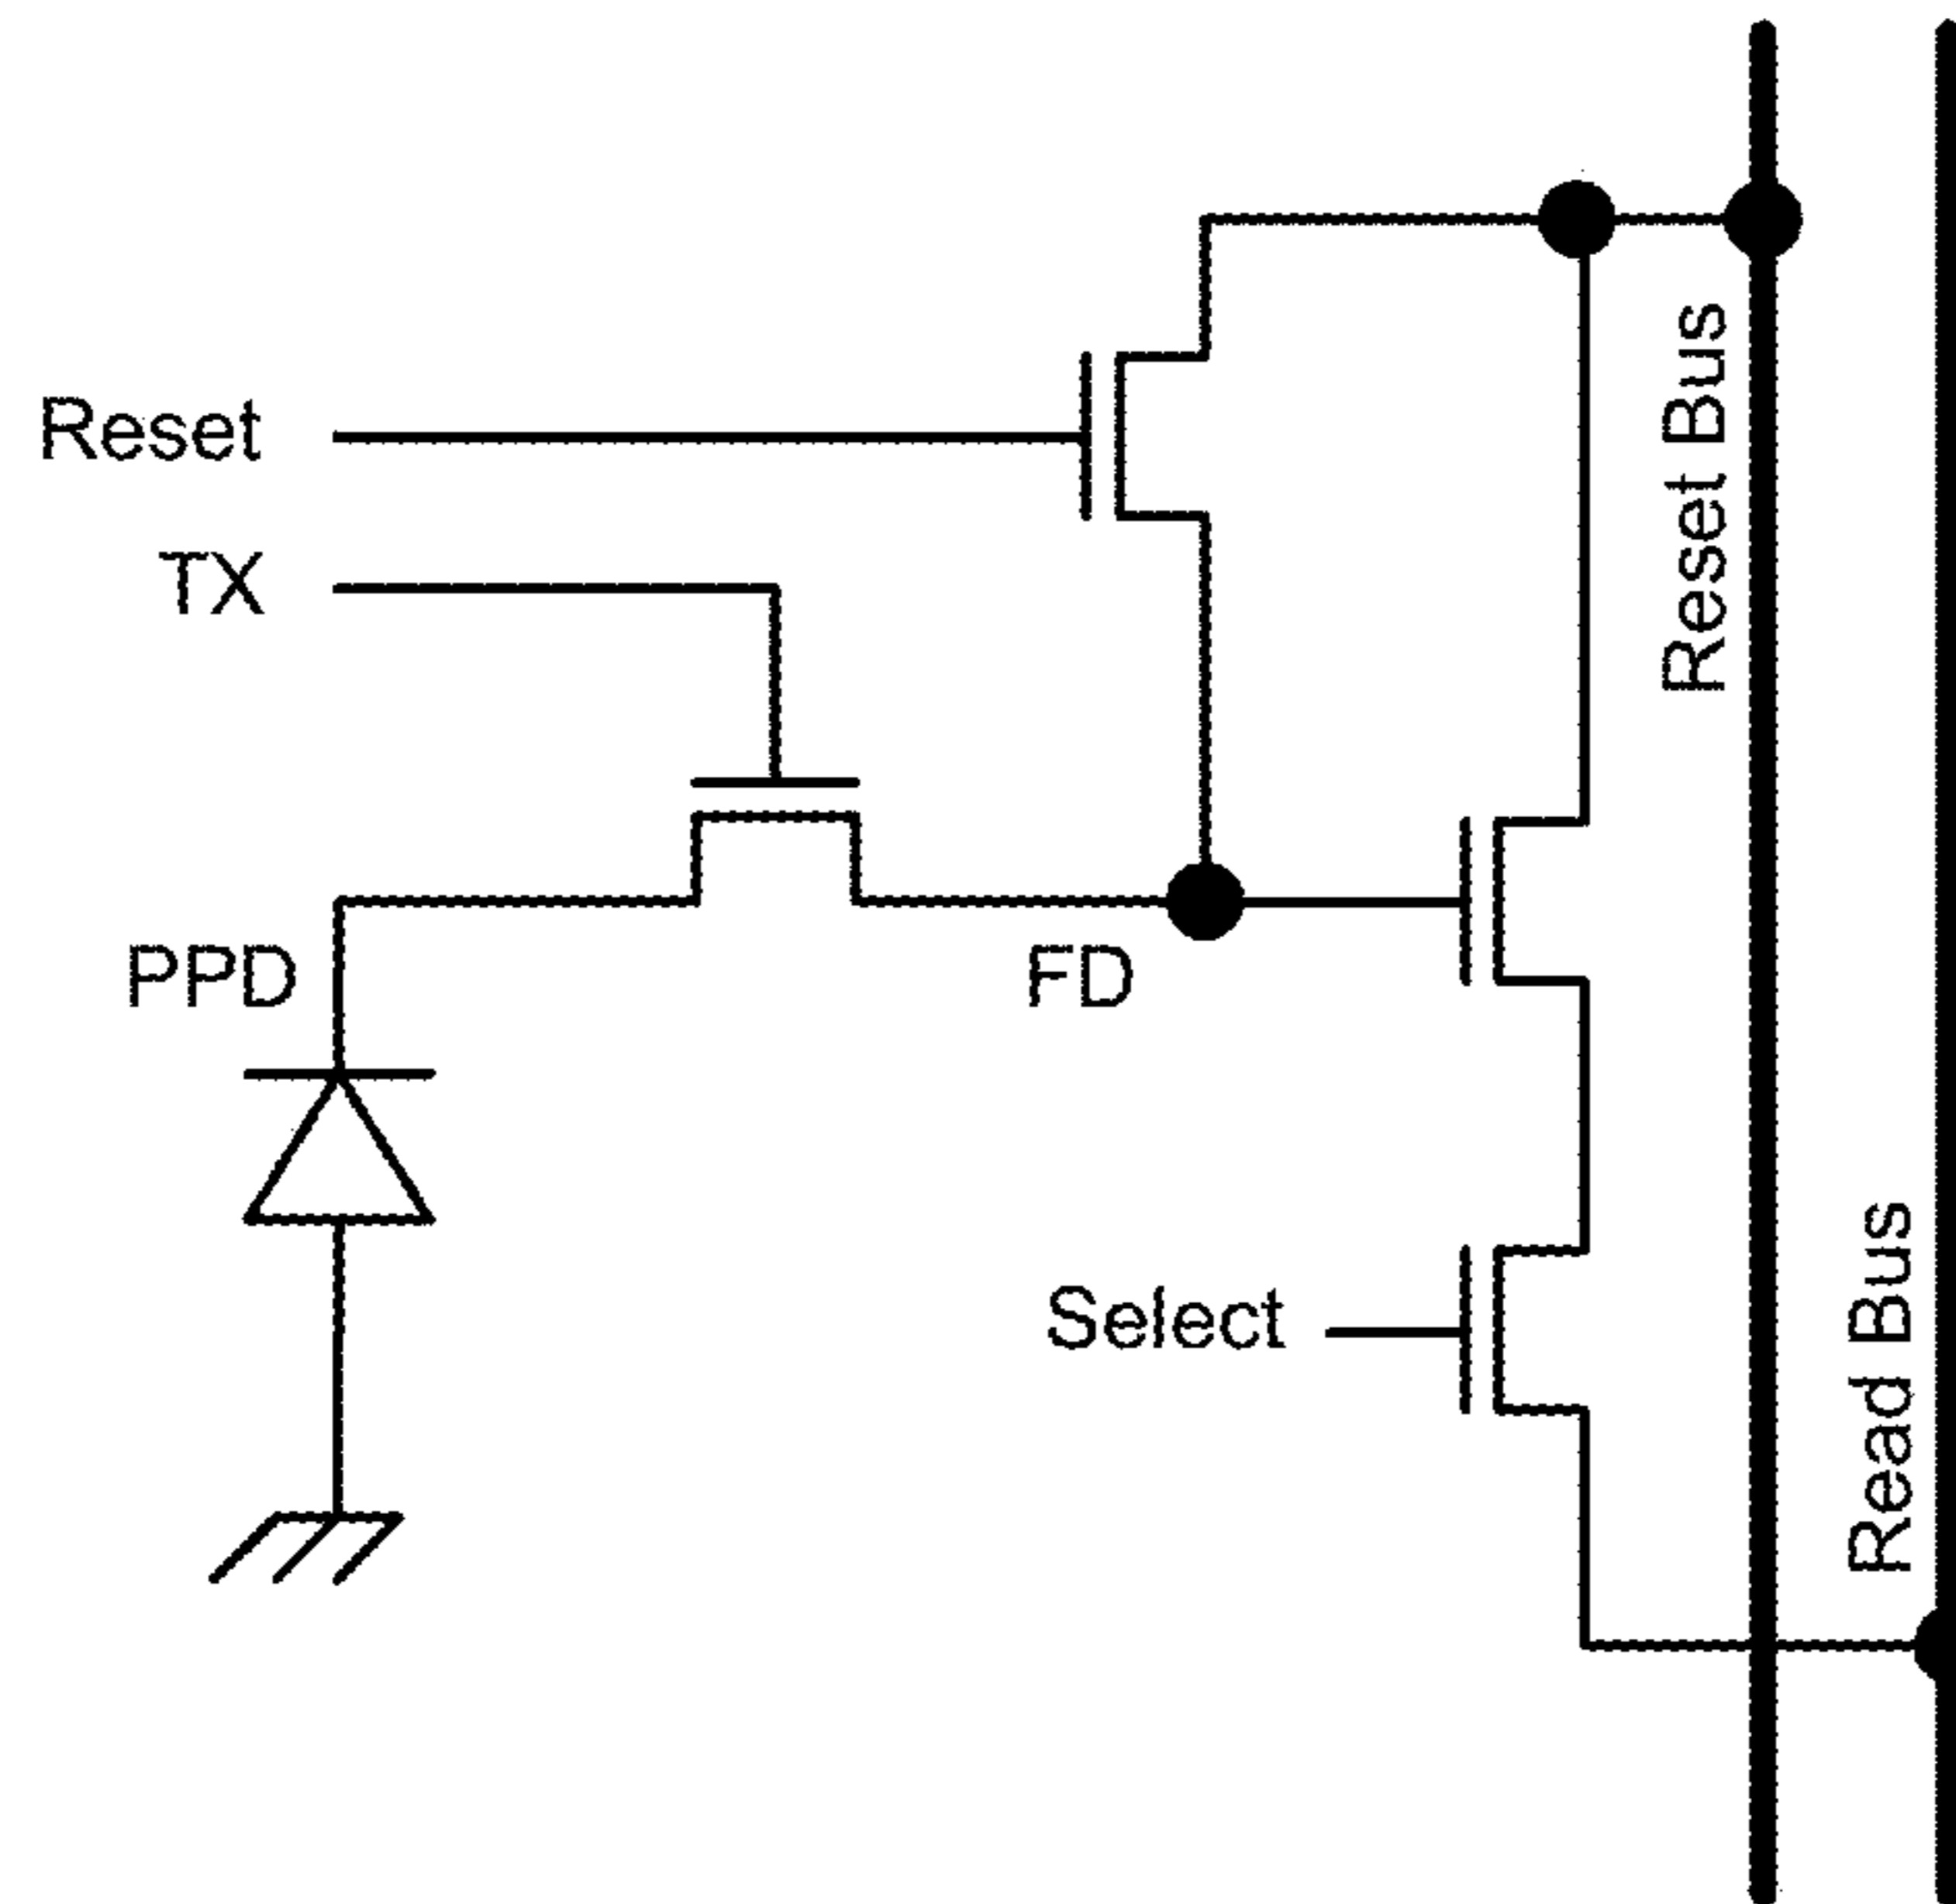 Reset
TX
Reset Bus
PPD
FD
Select
Read Bus